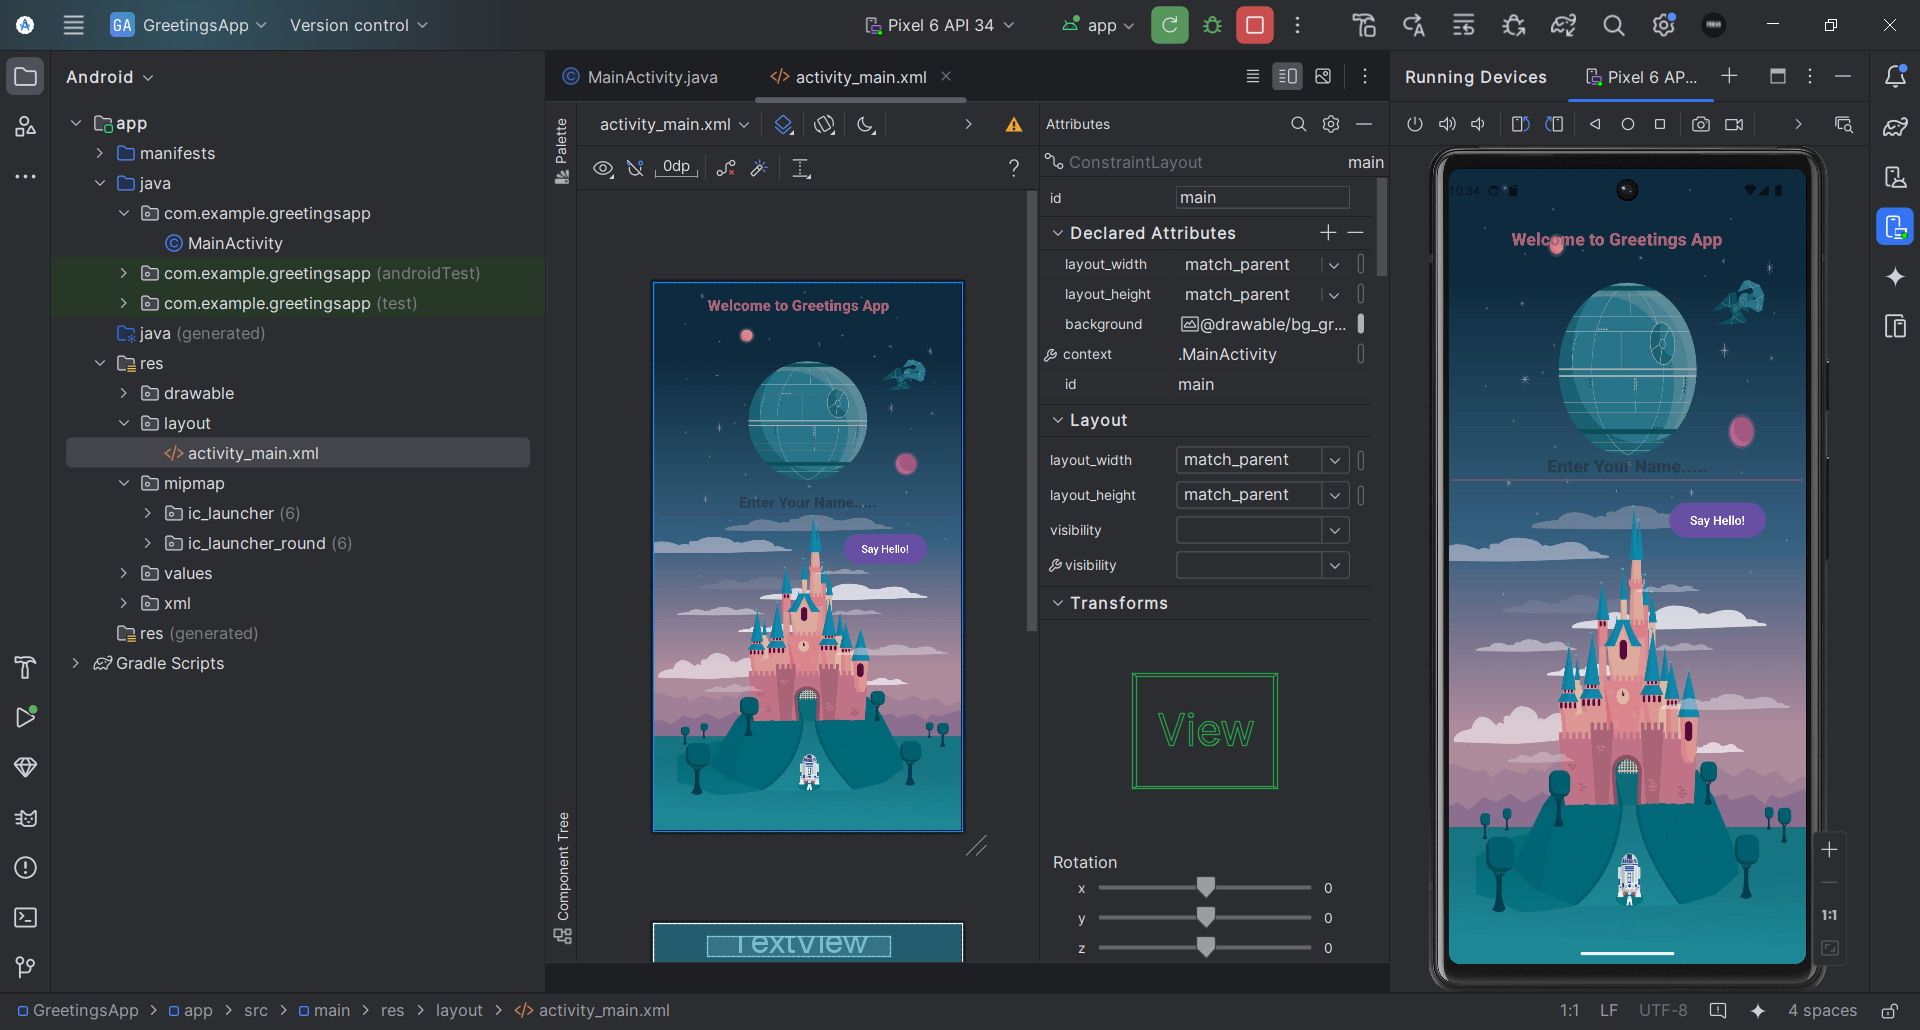 GA GreetingsApp Version control Pixel 6 API 34 app
Android
app
manifests
java
com.example.greetingsapp
MainActivity
com.example.greetingsapp (androidTest)
com.example.greetingsapp (test)
java (generated)
res
drawable
layout
activity_main.xml
mipmap
ic_launcher (6)
ic_launcher_round (6)
values
xml
res (generated)
Gradle Scripts
MainActivity.java activity_main.xml
Palette
activity_main.xml
0dp
?
Welcome to Greetings App
Enter Your Name.....
Say Hello!
Component Tree
TextView
Attributes
ConstraintLayout main
id main
Declared Attributes
layout_width match_parent
layout_height match_parent
background @drawable/bg_gr...
context .MainActivity
id main
Layout
layout_width match_parent
layout_height match_parent
visibility
visibility
Transforms
View
Rotation
x 0
y 0
z 0
Running Devices Pixel 6 AP...
10:34
Welcome to Greetings App
Enter Your Name.....
Say Hello!
1:1
GreetingsApp > app > src > main > res > layout > activity_main.xml
1:1 LF UTF-8 4 spaces